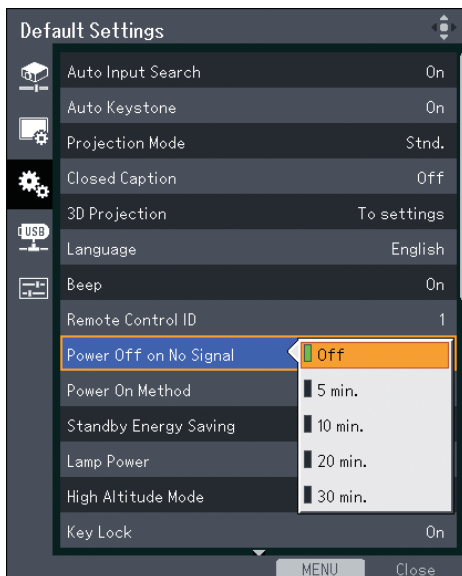 Default Settings
Auto Input Search On
Auto Keystone On
Projection Mode Stnd.
Closed Caption Off
3D Projection To settings
USB
Language English
Beep On
Remote Control ID 1
Power Off on No Signal Off
Power On Method 5 min.
Standby Energy Saving 10 min.
Lamp Power 20 min.
High Altitude Mode 30 min.
Key Lock On
MENU Close